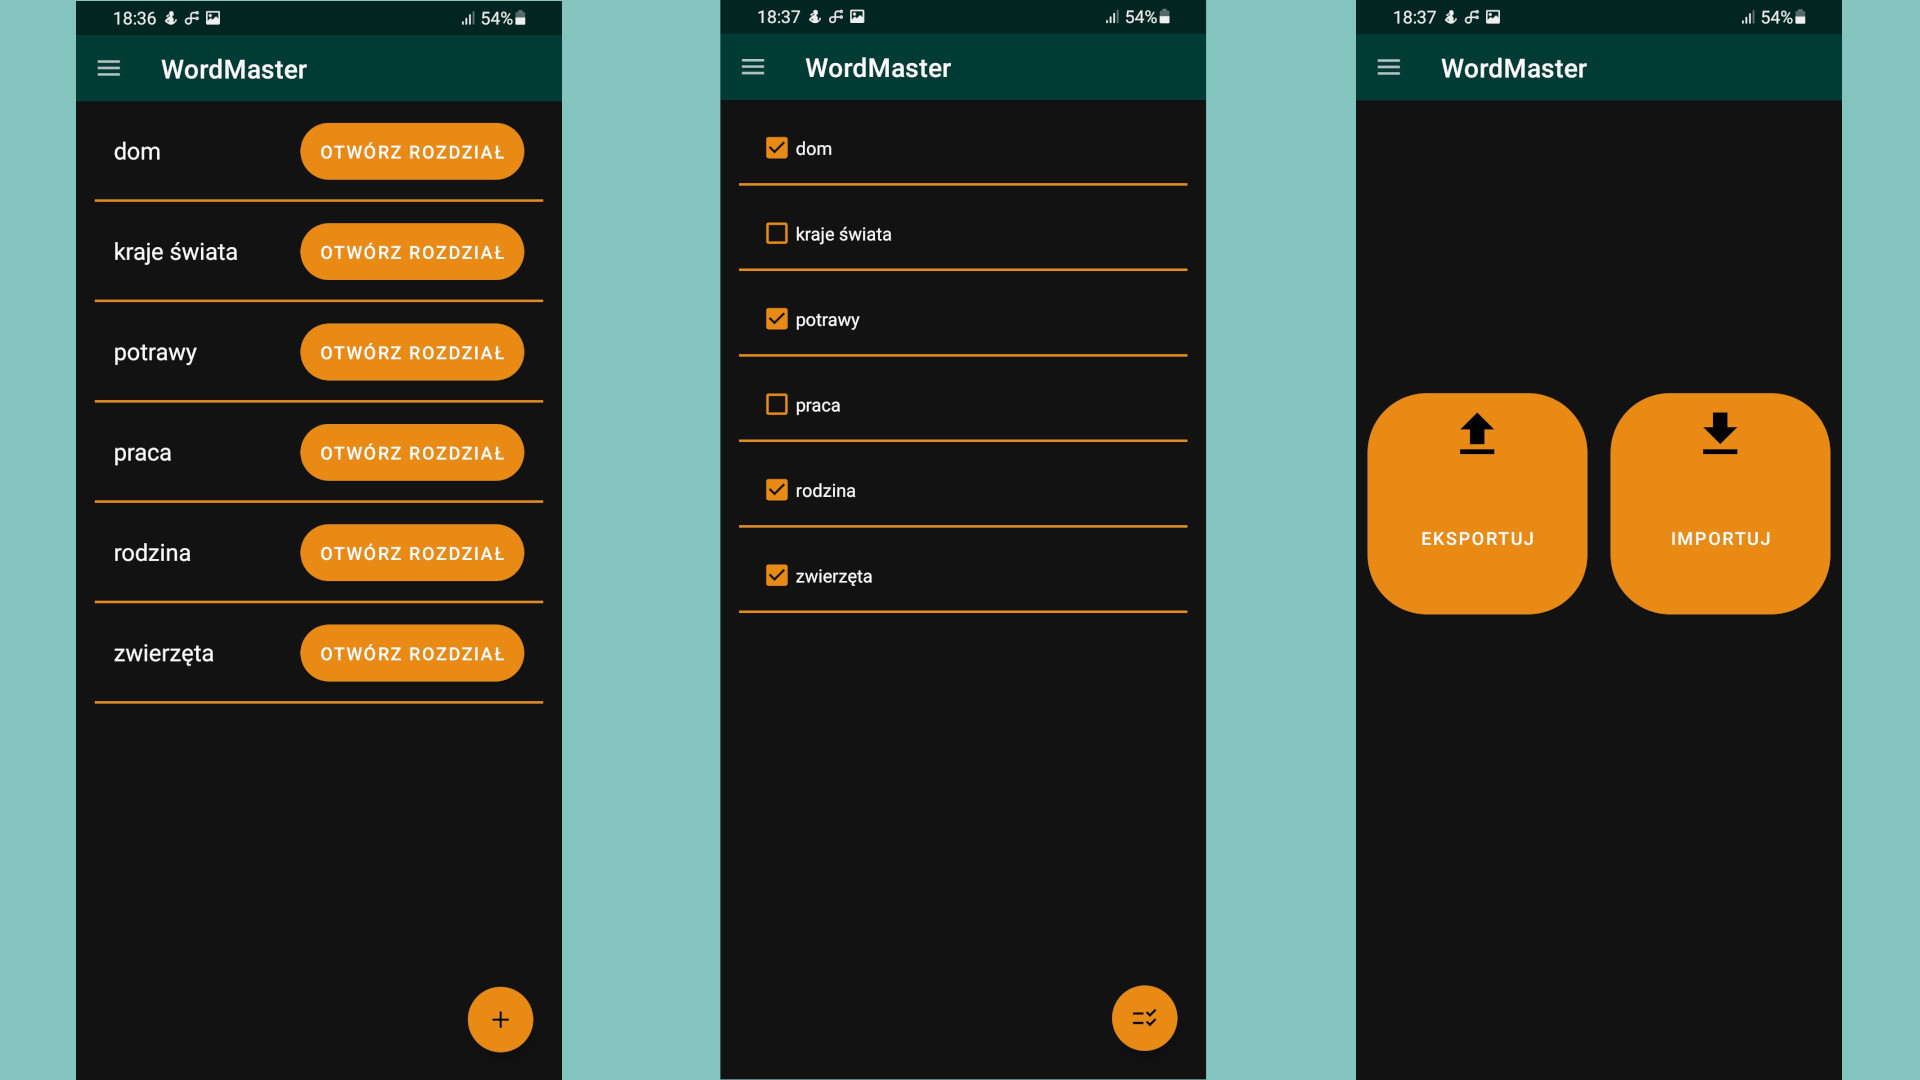 18:36 54%
WordMaster
dom OTWÓRZ ROZDZIAŁ
kraje świata OTWÓRZ ROZDZIAŁ
potrawy OTWÓRZ ROZDZIAŁ
praca OTWÓRZ ROZDZIAŁ
rodzina OTWÓRZ ROZDZIAŁ
zwierzęta OTWÓRZ ROZDZIAŁ
18:37 54%
WordMaster
dom
kraje świata
potrawy
praca
rodzina
zwierzęta
18:37 54%
WordMaster
EKSPORTUJ IMPORTUJ